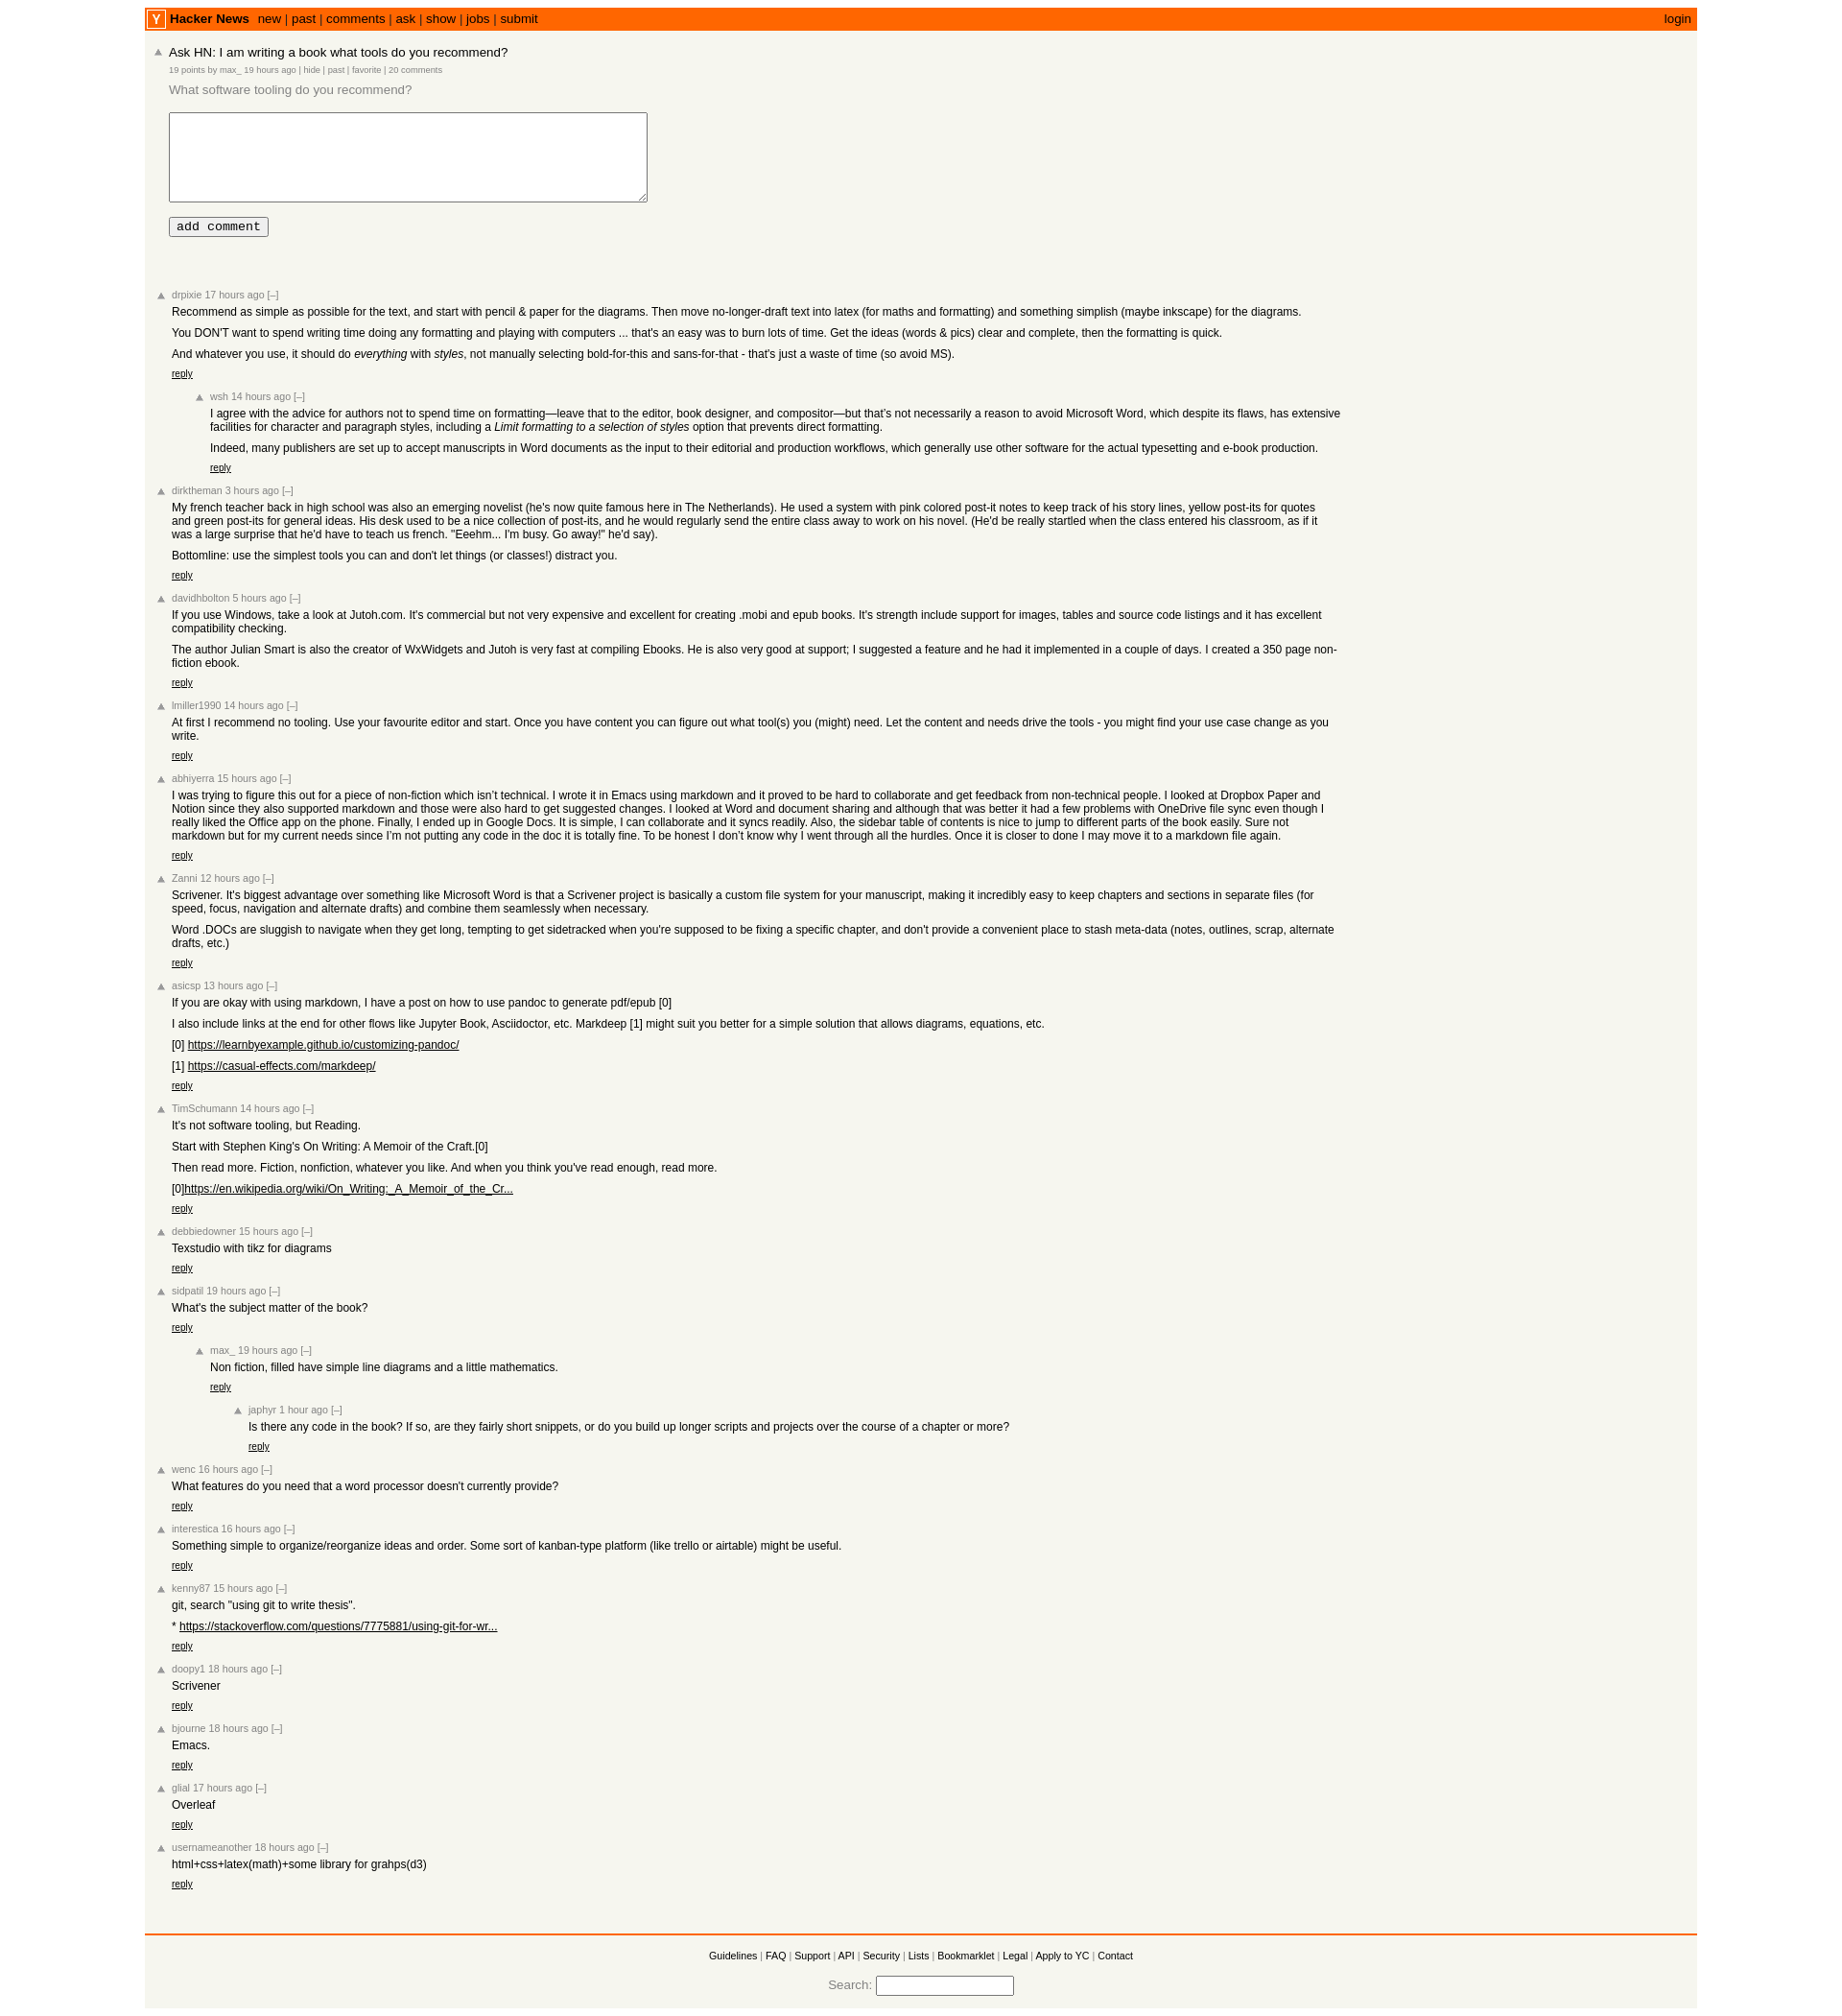 Y Hacker News new | past | comments | ask | show | jobs | submit login
Ask HN: I am writing a book what tools do you recommend?
19 points by max_ 19 hours ago | hide | past | favorite | 20 comments
What software tooling do you recommend?
add comment
drpixie 17 hours ago [–]
Recommend as simple as possible for the text, and start with pencil & paper for the diagrams. Then move no-longer-draft text into latex (for maths and formatting) and something simplish (maybe inkscape) for the diagrams.
You DON'T want to spend writing time doing any formatting and playing with computers ... that's an easy was to burn lots of time. Get the ideas (words & pics) clear and complete, then the formatting is quick.
And whatever you use, it should do everything with styles, not manually selecting bold-for-this and sans-for-that - that's just a waste of time (so avoid MS).
reply
wsh 14 hours ago [–]
I agree with the advice for authors not to spend time on formatting—leave that to the editor, book designer, and compositor—but that’s not necessarily a reason to avoid Microsoft Word, which despite its flaws, has extensive
facilities for character and paragraph styles, including a Limit formatting to a selection of styles option that prevents direct formatting.
Indeed, many publishers are set up to accept manuscripts in Word documents as the input to their editorial and production workflows, which generally use other software for the actual typesetting and e-book production.
reply
dirktheman 3 hours ago [–]
My french teacher back in high school was also an emerging novelist (he's now quite famous here in The Netherlands). He used a system with pink colored post-it notes to keep track of his story lines, yellow post-its for quotes
and green post-its for general ideas. His desk used to be a nice collection of post-its, and he would regularly send the entire class away to work on his novel. (He'd be really startled when the class entered his classroom, as if it
was a large surprise that he'd have to teach us french. "Eeehm... I'm busy. Go away!" he'd say).
Bottomline: use the simplest tools you can and don't let things (or classes!) distract you.
reply
davidhbolton 5 hours ago [–]
If you use Windows, take a look at Jutoh.com. It's commercial but not very expensive and excellent for creating .mobi and epub books. It's strength include support for images, tables and source code listings and it has excellent
compatibility checking.
The author Julian Smart is also the creator of WxWidgets and Jutoh is very fast at compiling Ebooks. He is also very good at support; I suggested a feature and he had it implemented in a couple of days. I created a 350 page non-
fiction ebook.
reply
lmiller1990 14 hours ago [–]
At first I recommend no tooling. Use your favourite editor and start. Once you have content you can figure out what tool(s) you (might) need. Let the content and needs drive the tools - you might find your use case change as you
write.
reply
abhiyerra 15 hours ago [–]
I was trying to figure this out for a piece of non-fiction which isn’t technical. I wrote it in Emacs using markdown and it proved to be hard to collaborate and get feedback from non-technical people. I looked at Dropbox Paper and
Notion since they also supported markdown and those were also hard to get suggested changes. I looked at Word and document sharing and although that was better it had a few problems with OneDrive file sync even though I
really liked the Office app on the phone. Finally, I ended up in Google Docs. It is simple, I can collaborate and it syncs readily. Also, the sidebar table of contents is nice to jump to different parts of the book easily. Sure not
markdown but for my current needs since I’m not putting any code in the doc it is totally fine. To be honest I don’t know why I went through all the hurdles. Once it is closer to done I may move it to a markdown file again.
reply
Zanni 12 hours ago [–]
Scrivener. It's biggest advantage over something like Microsoft Word is that a Scrivener project is basically a custom file system for your manuscript, making it incredibly easy to keep chapters and sections in separate files (for
speed, focus, navigation and alternate drafts) and combine them seamlessly when necessary.
Word .DOCs are sluggish to navigate when they get long, tempting to get sidetracked when you're supposed to be fixing a specific chapter, and don't provide a convenient place to stash meta-data (notes, outlines, scrap, alternate
drafts, etc.)
reply
asicsp 13 hours ago [–]
If you are okay with using markdown, I have a post on how to use pandoc to generate pdf/epub [0]
I also include links at the end for other flows like Jupyter Book, Asciidoctor, etc. Markdeep [1] might suit you better for a simple solution that allows diagrams, equations, etc.
[0] https://learnbyexample.github.io/customizing-pandoc/
[1] https://casual-effects.com/markdeep/
reply
TimSchumann 14 hours ago [–]
It's not software tooling, but Reading.
Start with Stephen King's On Writing: A Memoir of the Craft.[0]
Then read more. Fiction, nonfiction, whatever you like. And when you think you've read enough, read more.
[0]https://en.wikipedia.org/wiki/On_Writing:_A_Memoir_of_the_Cr...
reply
debbiedowner 15 hours ago [–]
Texstudio with tikz for diagrams
reply
sidpatil 19 hours ago [–]
What's the subject matter of the book?
reply
max_ 19 hours ago [–]
Non fiction, filled have simple line diagrams and a little mathematics.
reply
japhyr 1 hour ago [–]
Is there any code in the book? If so, are they fairly short snippets, or do you build up longer scripts and projects over the course of a chapter or more?
reply
wenc 16 hours ago [–]
What features do you need that a word processor doesn't currently provide?
reply
interestica 16 hours ago [–]
Something simple to organize/reorganize ideas and order. Some sort of kanban-type platform (like trello or airtable) might be useful.
reply
kenny87 15 hours ago [–]
git, search "using git to write thesis".
* https://stackoverflow.com/questions/7775881/using-git-for-wr...
reply
doopy1 18 hours ago [–]
Scrivener
reply
bjourne 18 hours ago [–]
Emacs.
reply
glial 17 hours ago [–]
Overleaf
reply
usernameanother 18 hours ago [–]
html+css+latex(math)+some library for grahps(d3)
reply
Guidelines | FAQ | Support | API | Security | Lists | Bookmarklet | Legal | Apply to YC | Contact
Search: